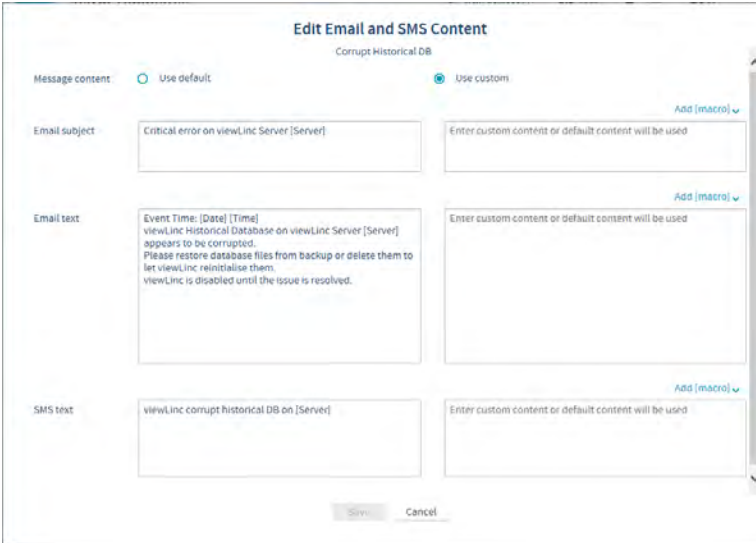 Edit Email and SMS Content
Corrupt Historical DB
Message content
Use default
Use custom
Add [macro]
Email subject
Critical error on viewLinc Server [Server]
Enter custom content or default content will be used
Add [macro]
Email text
Event Time: [Date] [Time]
viewLinc Historical Database on viewLinc Server [Server]
appears to be corrupted.
Please restore database files from backup or delete them to
let viewLinc reinitialise them.
viewLinc is disabled until the issue is resolved.
Enter custom content or default content will be used
Add [macro]
SMS text
viewLinc corrupt historical DB on [Server]
Enter custom content or default content will be used
Save
Cancel